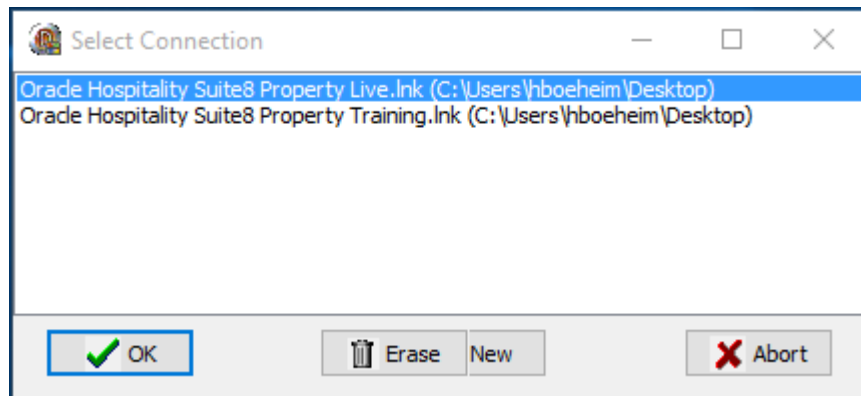 Select Connection
Oracle Hospitality Suite8 Property Live.lnk (C:\Users\hboeheim\Desktop)
Oracle Hospitality Suite8 Property Training.lnk (C:\Users\hboeheim\Desktop)
OK Erase New Abort